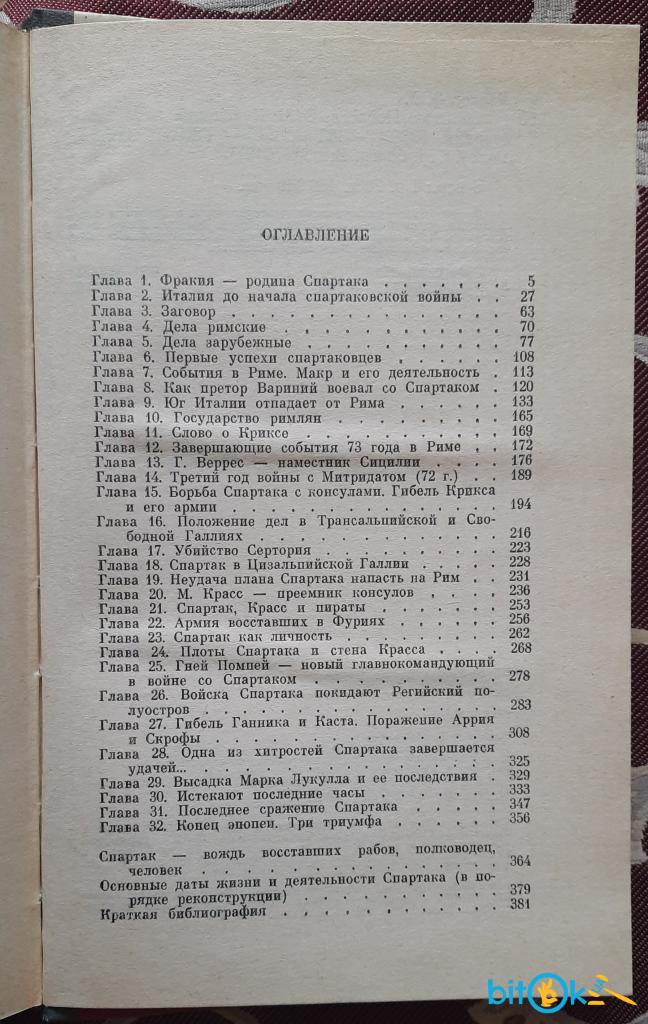 ОГЛАВЛЕНИЕ
Глава 1. Фракия — родина Спартака . . . . . . . 5
Глава 2. Италия до начала спартаковской войны . . 27
Глава 3. Заговор . . . . . . . . . . . . 63
Глава 4. Дела римские . . . . . . . . . . 70
Глава 5. Дела зарубежные . . . . . . . . . 77
Глава 6. Первые успехи спартаковцев . . . . . . 108
Глава 7. События в Риме. Макр и его деятельность . 113
Глава 8. Как претор Вариний воевал со Спартаком . 120
Глава 9. Юг Италии отпадает от Рима . . . . . . 133
Глава 10. Государство римлян . . . . . . . . 165
Глава 11. Слово о Криксе . . . . . . . . . 169
Глава 12. Завершающие события 73 года в Риме . . 172
Глава 13. Г. Веррес — наместник Сицилии . . . . 176
Глава 14. Третий год войны с Митридатом (72 г.) . . 189
Глава 15. Борьба Спартака с консулами. Гибель Крикса
и его армии . . . . . . . . . . . . 194
Глава 16. Положение дел в Трансальпийской и Сво-
бодной Галлиях . . . . . . . . . . . 216
Глава 17. Убийство Сертория . . . . . . . . 223
Глава 18. Спартак в Цизальпийской Галлии . . . . 228
Глава 19. Неудача плана Спартака напасть на Рим . . 231
Глава 20. М. Красс — преемник консулов . . . . 236
Глава 21. Спартак, Красс и пираты . . . . . . 253
Глава 22. Армия восставших в Фуриях . . . . . 256
Глава 23. Спартак как личность . . . . . . . 262
Глава 24. Плоты Спартака и стена Красса . . . . 268
Глава 25. Гней Помпей — новый главнокомандующий
в войне со Спартаком . . . . . . . . . 278
Глава 26. Войска Спартака покидают Регийский по-
луостров . . . . . . . . . . . . . 283
Глава 27. Гибель Ганника и Каста. Поражение Аррия
и Скрофы . . . . . . . . . . . . . 308
Глава 28. Одна из хитростей Спартака завершается
удачей... . . . . . . . . . . . . . 325
Глава 29. Высадка Марка Лукулла и ее последствия . 329
Глава 30. Истекают последние часы . . . . . . 333
Глава 31. Последнее сражение Спартака . . . . . 347
Глава 32. Конец эпопеи. Три триумфа . . . . . . 356
Спартак — вождь восставших рабов, полководец,
человек . . . . . . . . . . . . . 364
Основные даты жизни и деятельности Спартака (в по-
рядке реконструкции) . . . . . . . . . 379
Краткая библиография . . . . . . . . . . 381
bitOk